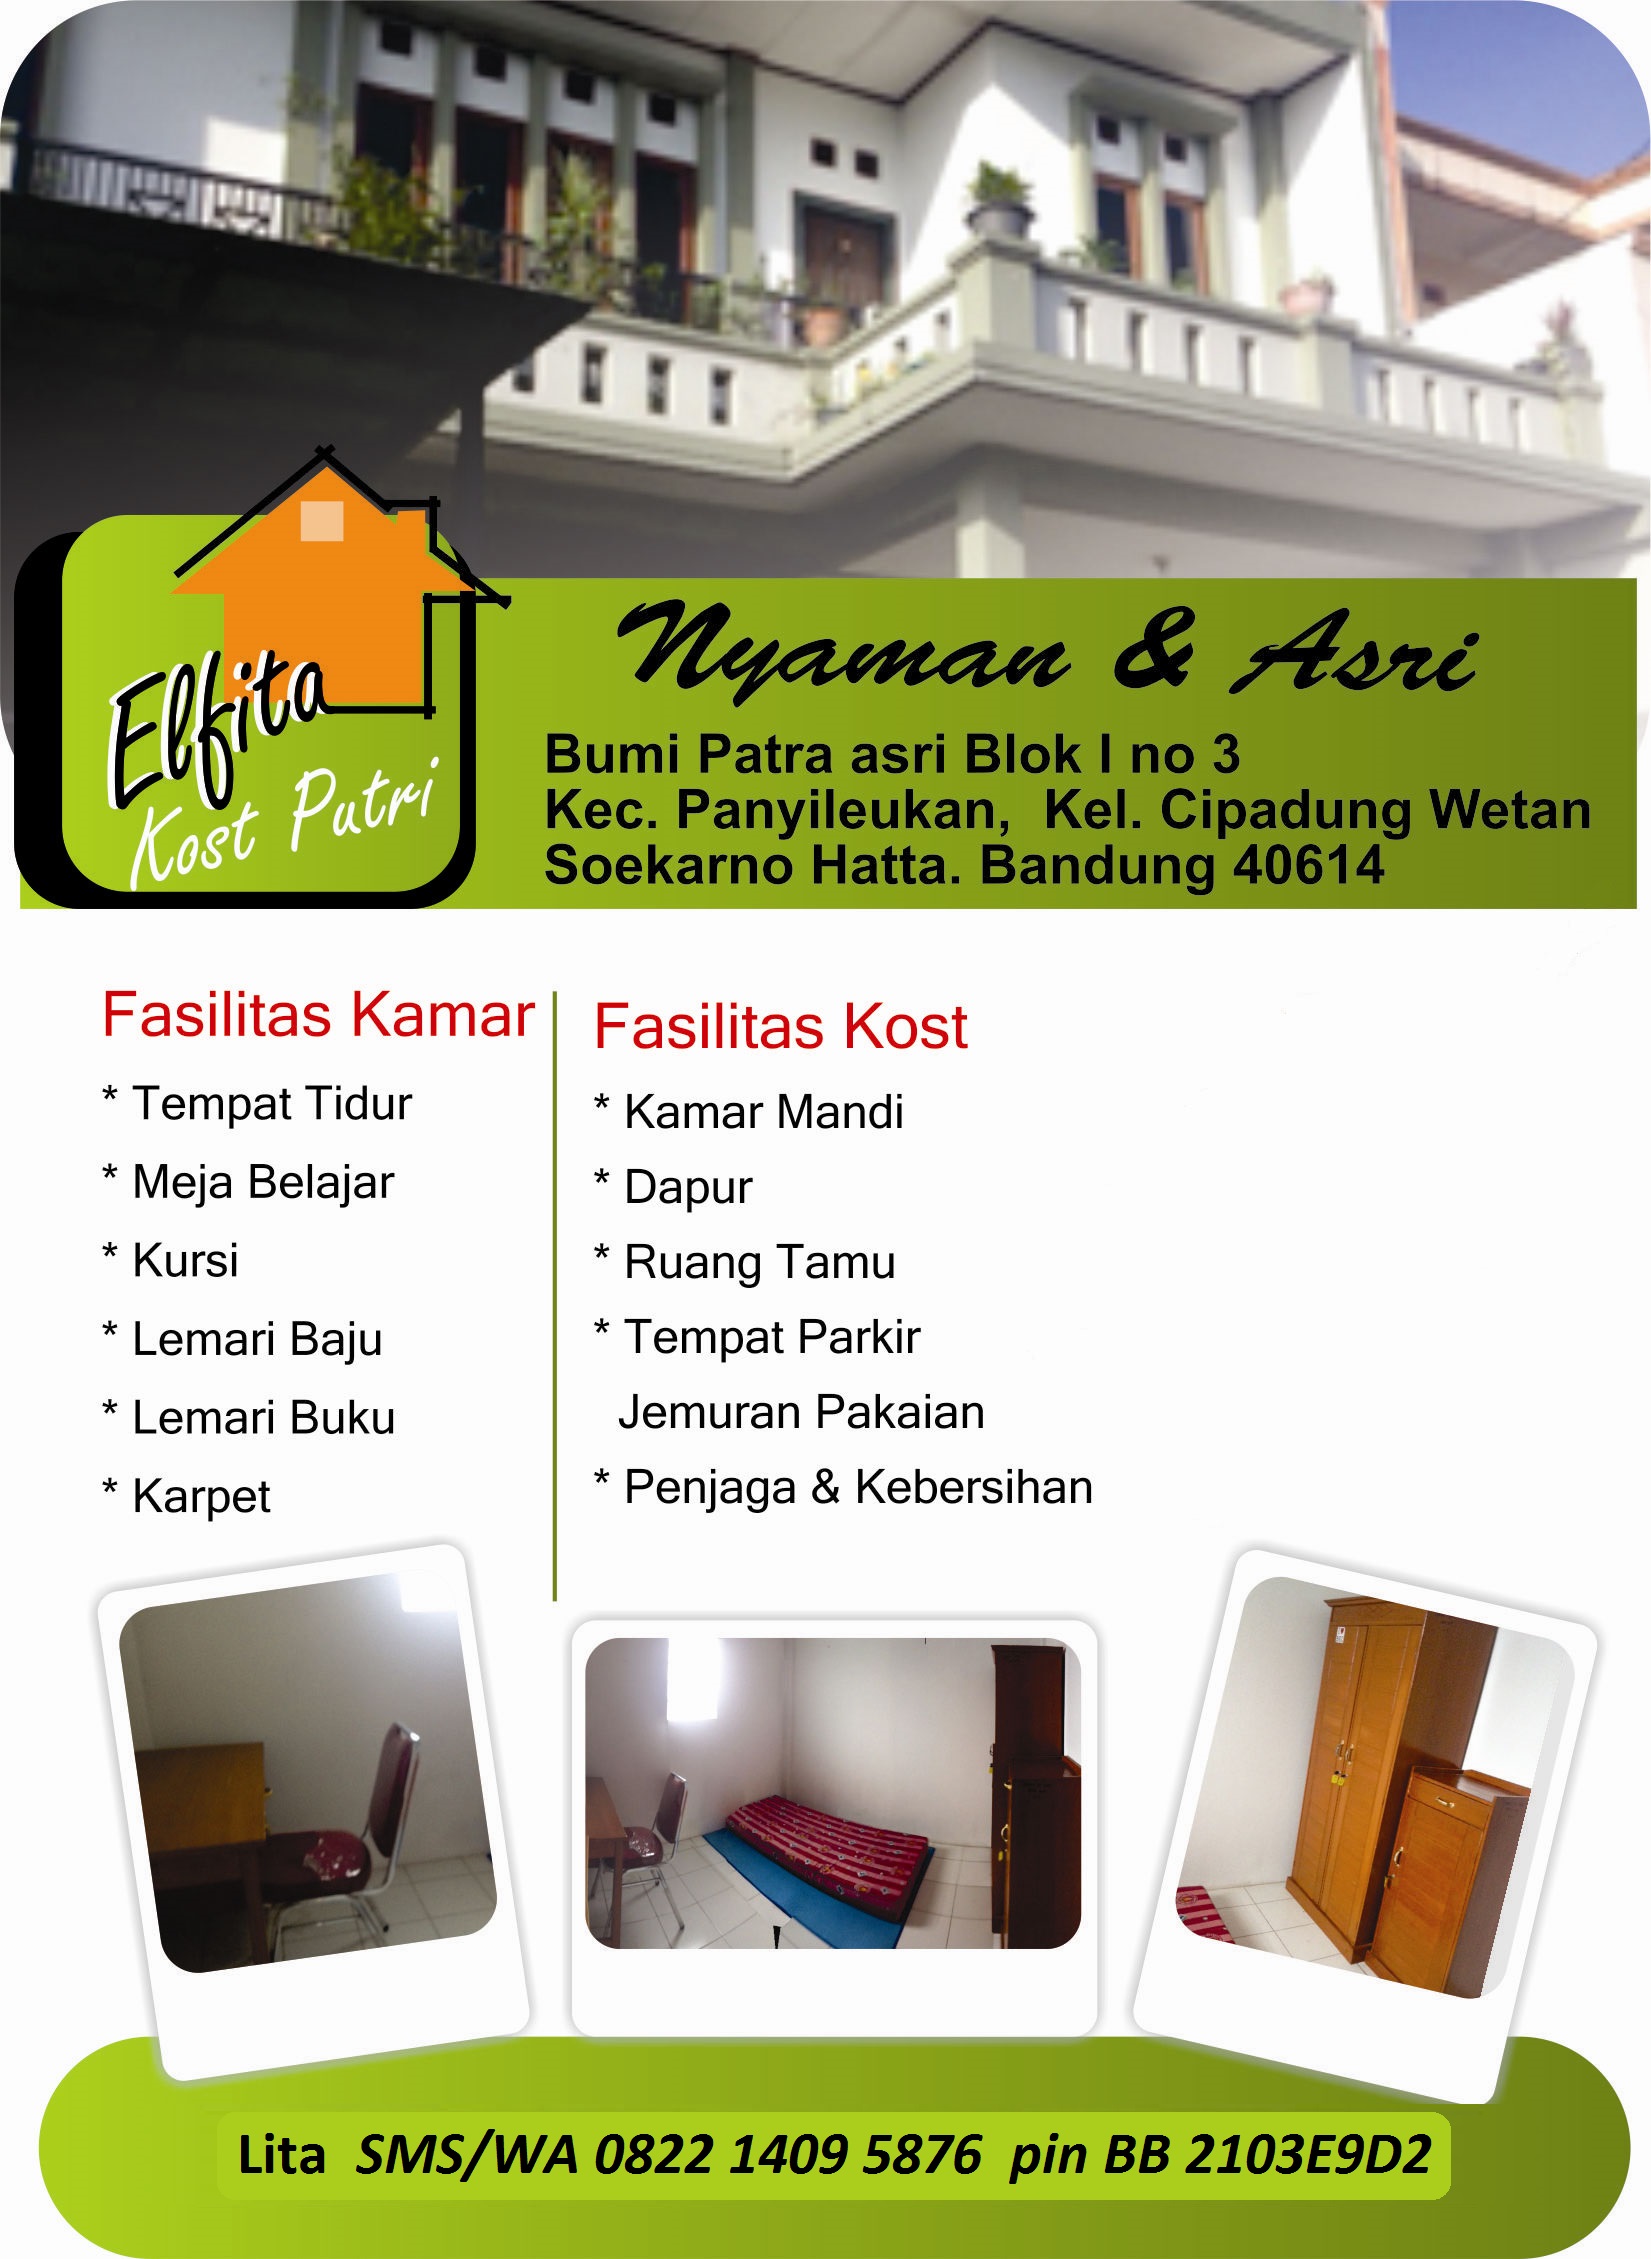 Elfita
Kost Putri
Nyaman & Asri
Bumi Patra asri Blok I no 3
Kec. Panyileukan, Kel. Cipadung Wetan
Soekarno Hatta. Bandung 40614
Fasilitas Kamar
* Tempat Tidur
* Meja Belajar
* Kursi
* Lemari Baju
* Lemari Buku
* Karpet
Fasilitas Kost
* Kamar Mandi
* Dapur
* Ruang Tamu
* Tempat Parkir
Jemuran Pakaian
* Penjaga & Kebersihan
Lita SMS/WA 0822 1409 5876 pin BB 2103E9D2